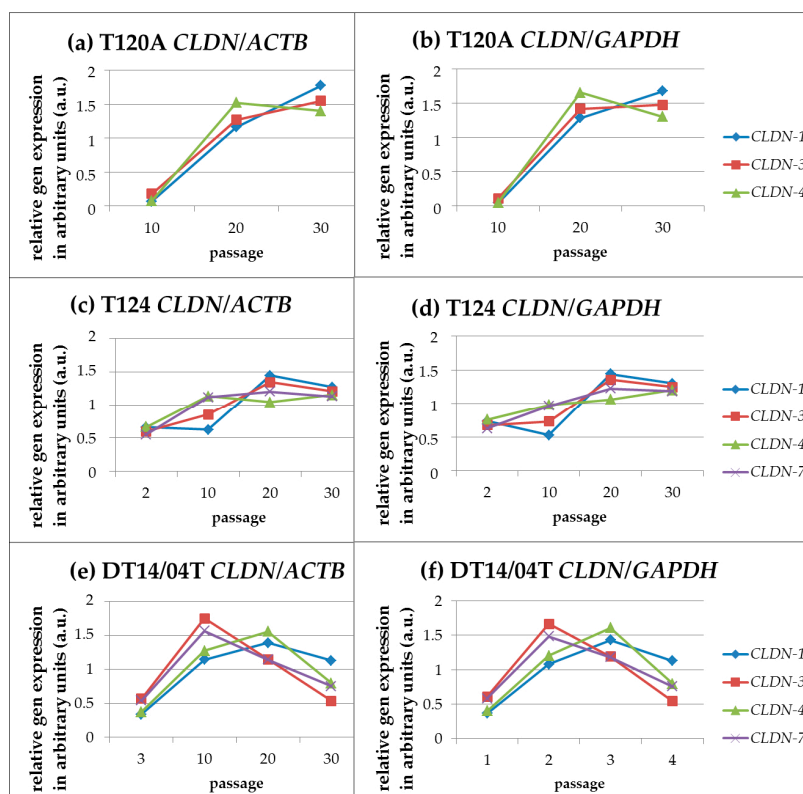 (a) T120A CLDN/ACTB
relative gen expression
in arbitrary units (a.u.)
2
1.5
1
0.5
0
10 20 30
passage
(b) T120A CLDN/GAPDH
relative gen expression
in arbitrary units (a.u.)
2
1.5
1
0.5
0
10 20 30
passage
CLDN-1
CLDN-3
CLDN-4
(c) T124 CLDN/ACTB
relative gen expression
in arbitrary units (a.u.)
2
1.5
1
0.5
0
2 10 20 30
passage
(d) T124 CLDN/GAPDH
relative gen expression
in arbitrary units (a.u.)
2
1.5
1
0.5
0
2 10 20 30
passage
CLDN-1
CLDN-3
CLDN-4
CLDN-7
(e) DT14/04T CLDN/ACTB
relative gen expression
in arbitrary units (a.u.)
2
1.5
1
0.5
0
3 10 20 30
passage
(f) DT14/04T CLDN/GAPDH
relative gen expression
in arbitrary units (a.u.)
2
1.5
1
0.5
0
1 2 3 4
passage
CLDN-1
CLDN-3
CLDN-4
CLDN-7